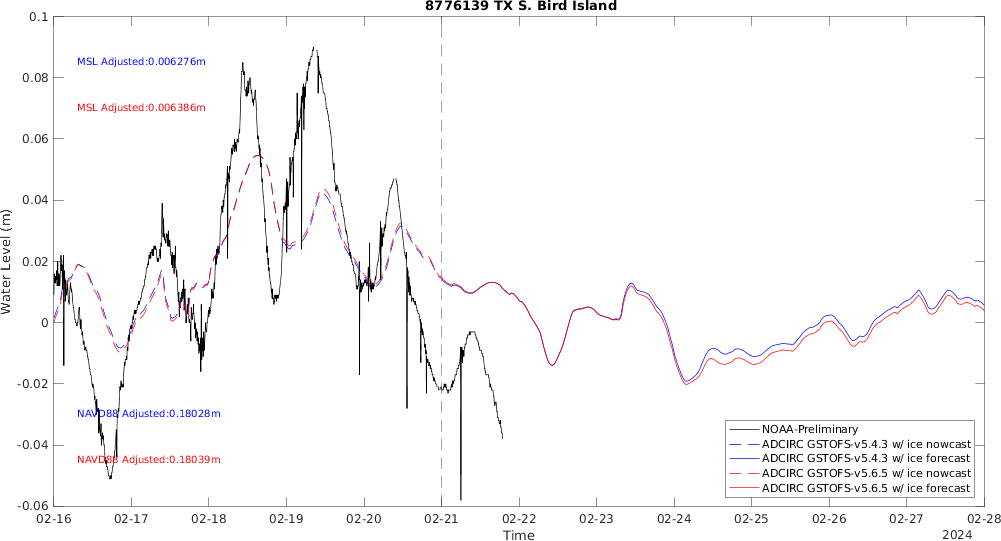 8776139 TX S. Bird Island
0.1
0.08
0.06
0.04
0.02
0
-0.02
-0.04
-0.06
Water Level (m)
MSL Adjusted:0.006276m
MSL Adjusted:0.006386m
NAVD88 Adjusted:0.18028m
NAVD88 Adjusted:0.18039m
NOAA-Preliminary
ADCIRC GSTOFS-v5.4.3 w/ ice nowcast
ADCIRC GSTOFS-v5.4.3 w/ ice forecast
ADCIRC GSTOFS-v5.6.5 w/ ice nowcast
ADCIRC GSTOFS-v5.6.5 w/ ice forecast
02-16 02-17 02-18 02-19 02-20 02-21 02-22 02-23 02-24 02-25 02-26 02-27 02-28
Time
2024